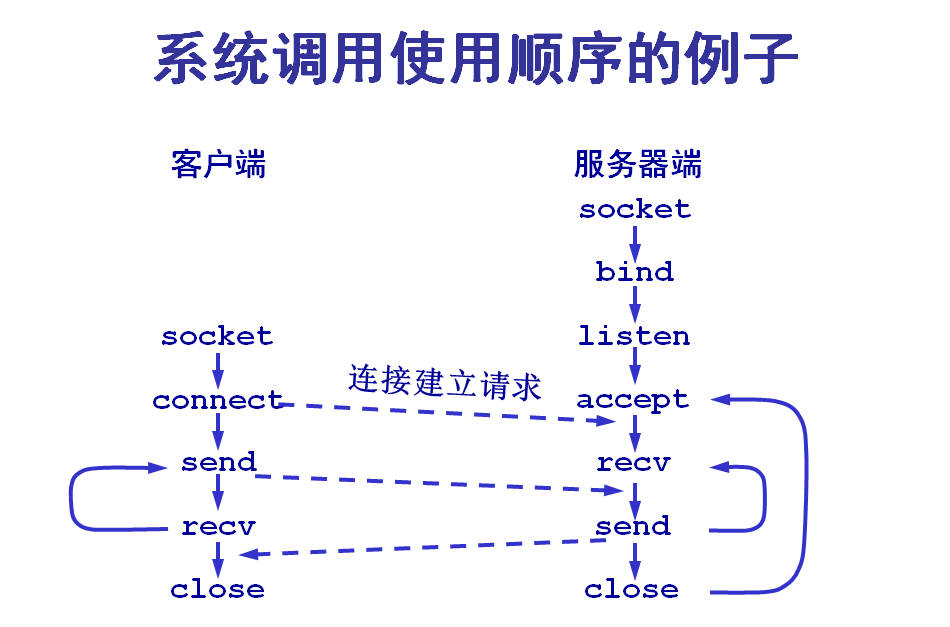 系统调用使用顺序的例子
客户端
服务器端
socket
bind
listen
socket
连接建立请求
connect
accept
send
recv
recv
send
close
close